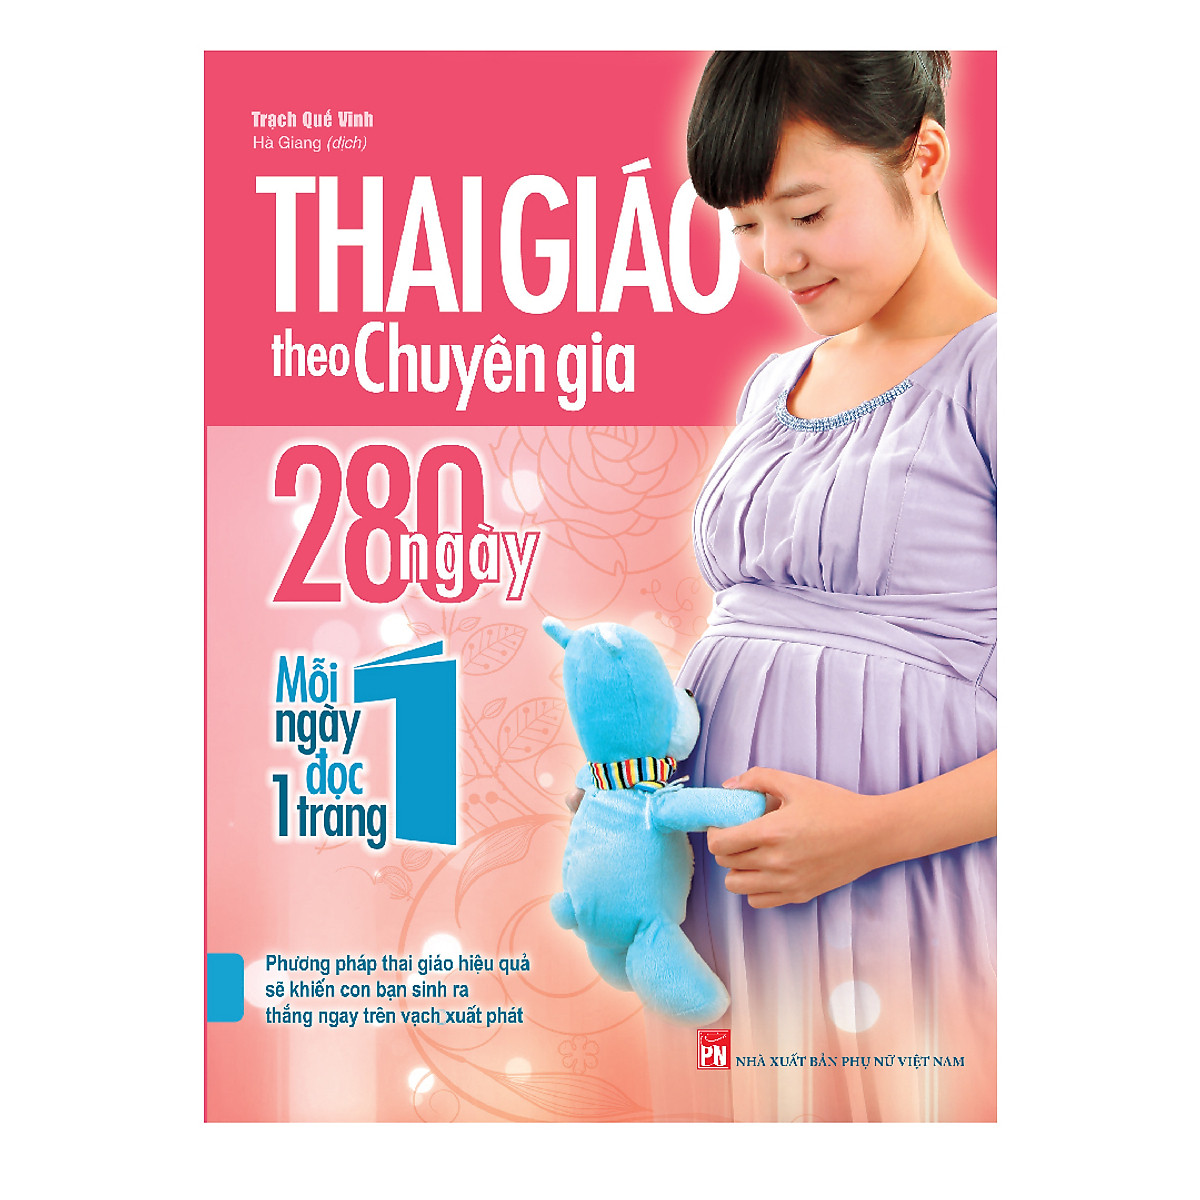 Trạch Quế Vinh
Hà Giang (dịch)
THAI GIÁO
theo Chuyên gia
280 ngày
Mỗi
ngày
đọc
1 trang
1
Phương pháp thai giáo hiệu quả
sẽ khiến con bạn sinh ra
thắng ngay trên vạch xuất phát
PN
NHÀ XUẤT BẢN PHỤ NỮ VIỆT NAM